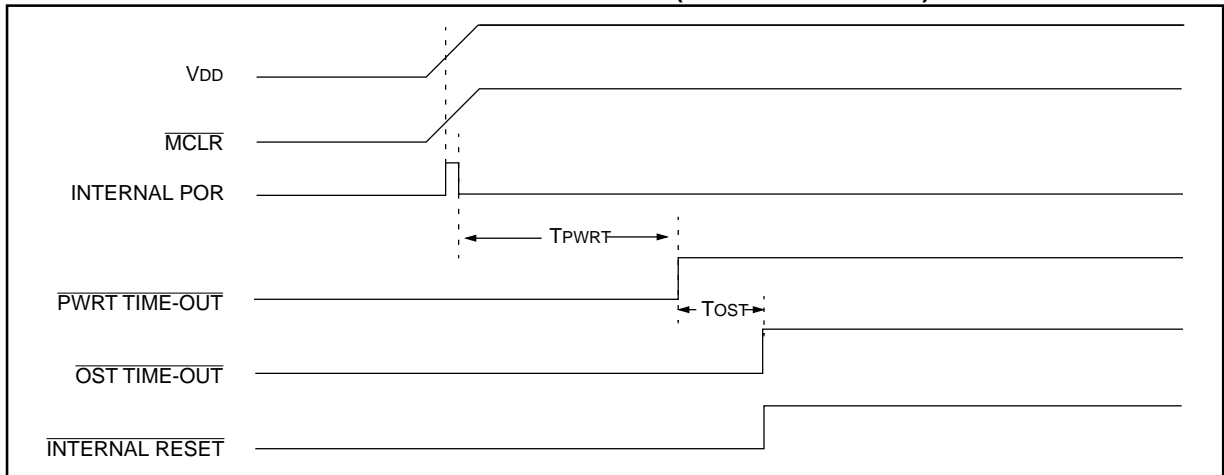 VDD
MCLR
INTERNAL POR
TPWRT
PWRT TIME-OUT
TOST
OST TIME-OUT
INTERNAL RESET